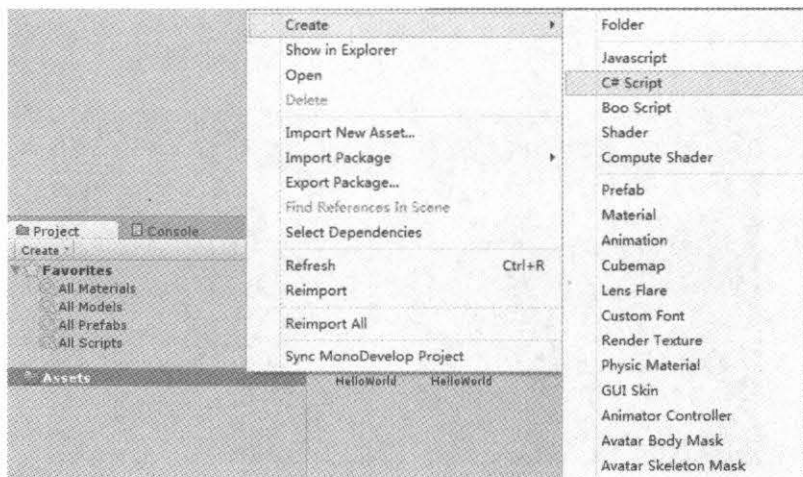 Create
Show in Explorer
Open
Delete
Import New Asset...
Import Package
Export Package...
Find References In Scene
Select Dependencies
Refresh Ctrl+R
Reimport
Reimport All
Sync MonoDevelop Project
Folder
Javascript
C# Script
Boo Script
Shader
Compute Shader
Prefab
Material
Animation
Cubemap
Lens Flare
Custom Font
Render Texture
Physic Material
GUI Skin
Animator Controller
Avatar Body Mask
Avatar Skeleton Mask
Project Console
Create
Favorites
All Materials
All Models
All Prefabs
All Scripts
Assets
HelloWorld HelloWorld